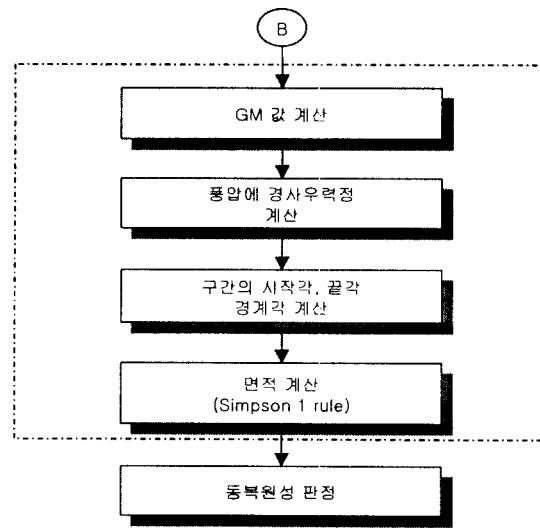 B
GM 값 계산
풍압에 경사우력정
계산
구간의 시작각, 끝각
경계각 계산
면적 계산
(Simpson 1 rule)
동복원성 판정